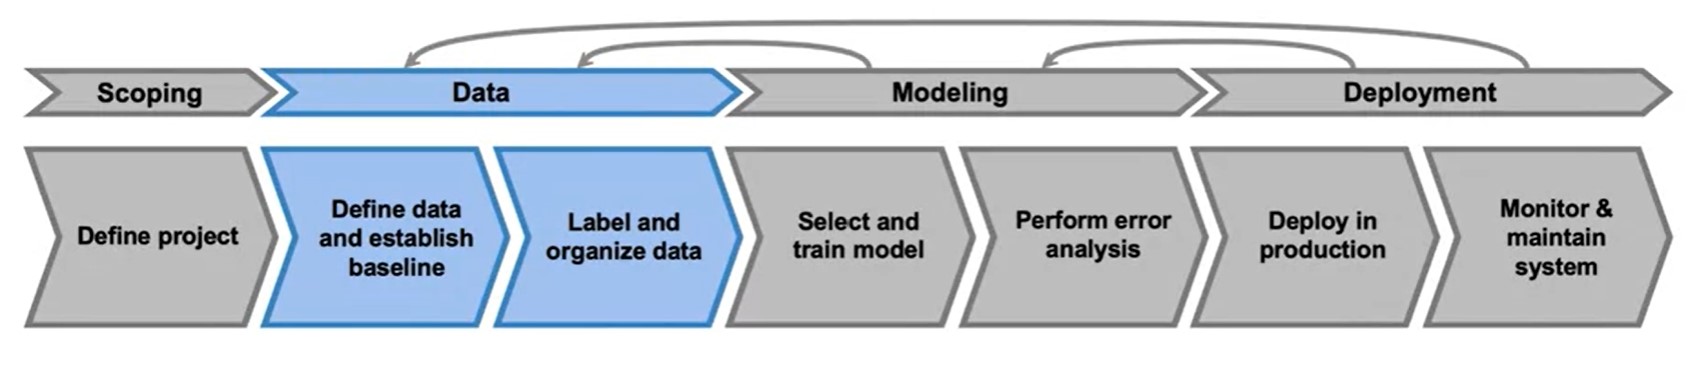 Scoping
Data
Modeling
Deployment
Define project
Define data
and establish
baseline
Label and
organize data
Select and
train model
Perform error
analysis
Deploy in
production
Monitor &
maintain
system